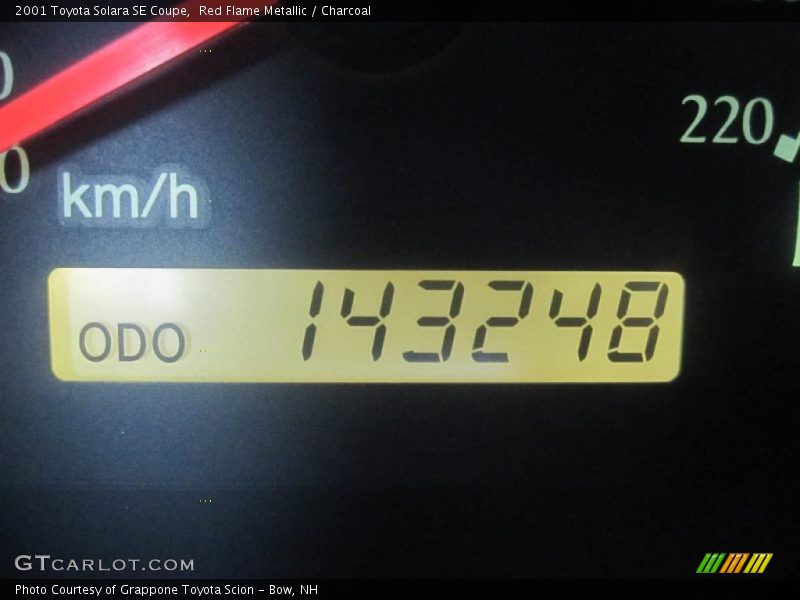 2001 Toyota Solara SE Coupe, Red Flame Metallic / Charcoal
220
0
km/h
ODO 143248
GTCARLOT.COM
Photo Courtesy of Grappone Toyota Scion – Bow, NH